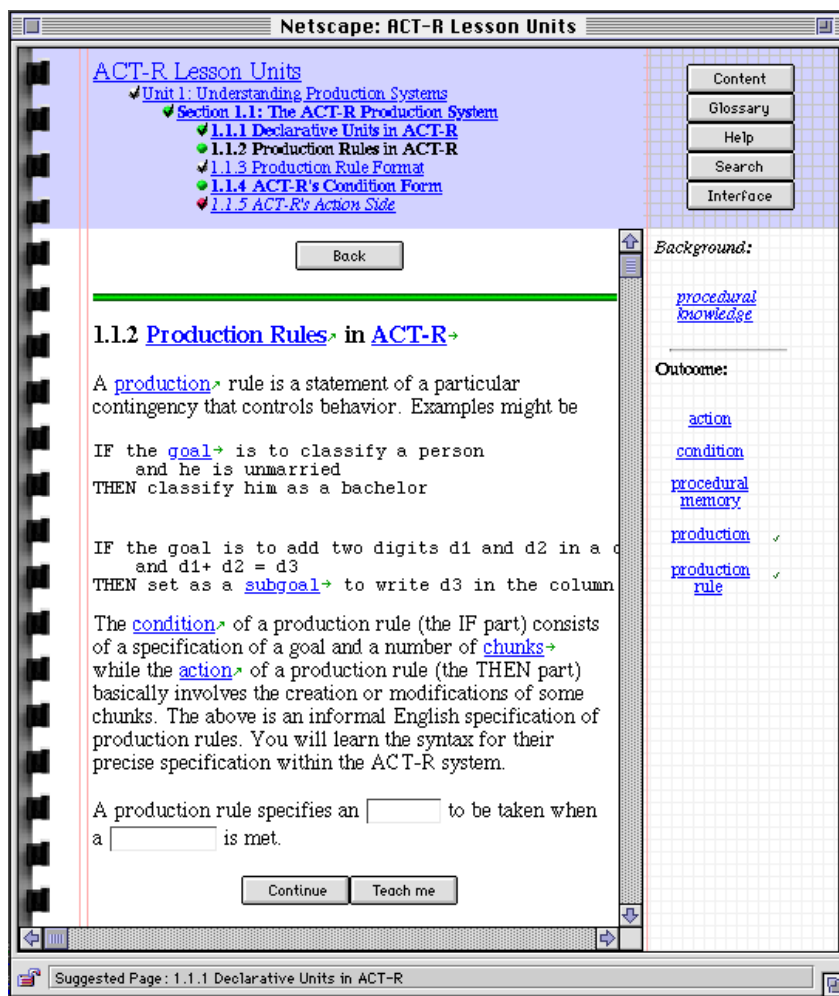 Netscape: ACT-R Lesson Units
ACT-R Lesson Units
Unit 1: Understanding Production Systems
Section 1.1: The ACT-R Production System
1.1.1 Declarative Units in ACT-R
1.1.2 Production Rules in ACT-R
1.1.3 Production Rule Format
1.1.4 ACT-R's Condition Form
1.1.5 ACT-R's Action Side
Content
Glossary
Help
Search
Interface
Back
1.1.2 Production Rules in ACT-R
A production rule is a statement of a particular
contingency that controls behavior. Examples might be
IF the goal is to classify a person
and he is unmarried
THEN classify him as a bachelor
IF the goal is to add two digits d1 and d2 in a c
and d1+ d2 = d3
THEN set as a subgoal to write d3 in the column
The condition of a production rule (the IF part) consists
of a specification of a goal and a number of chunks
while the action of a production rule (the THEN part)
basically involves the creation or modifications of some
chunks. The above is an informal English specification of
production rules. You will learn the syntax for their
precise specification within the ACT-R system.
A production rule specifies an to be taken when
a is met.
Continue
Teach me
Background:
procedural
knowledge
Outcome:
action
condition
procedural
memory
production
production
rule
Suggested Page: 1.1.1 Declarative Units in ACT-R